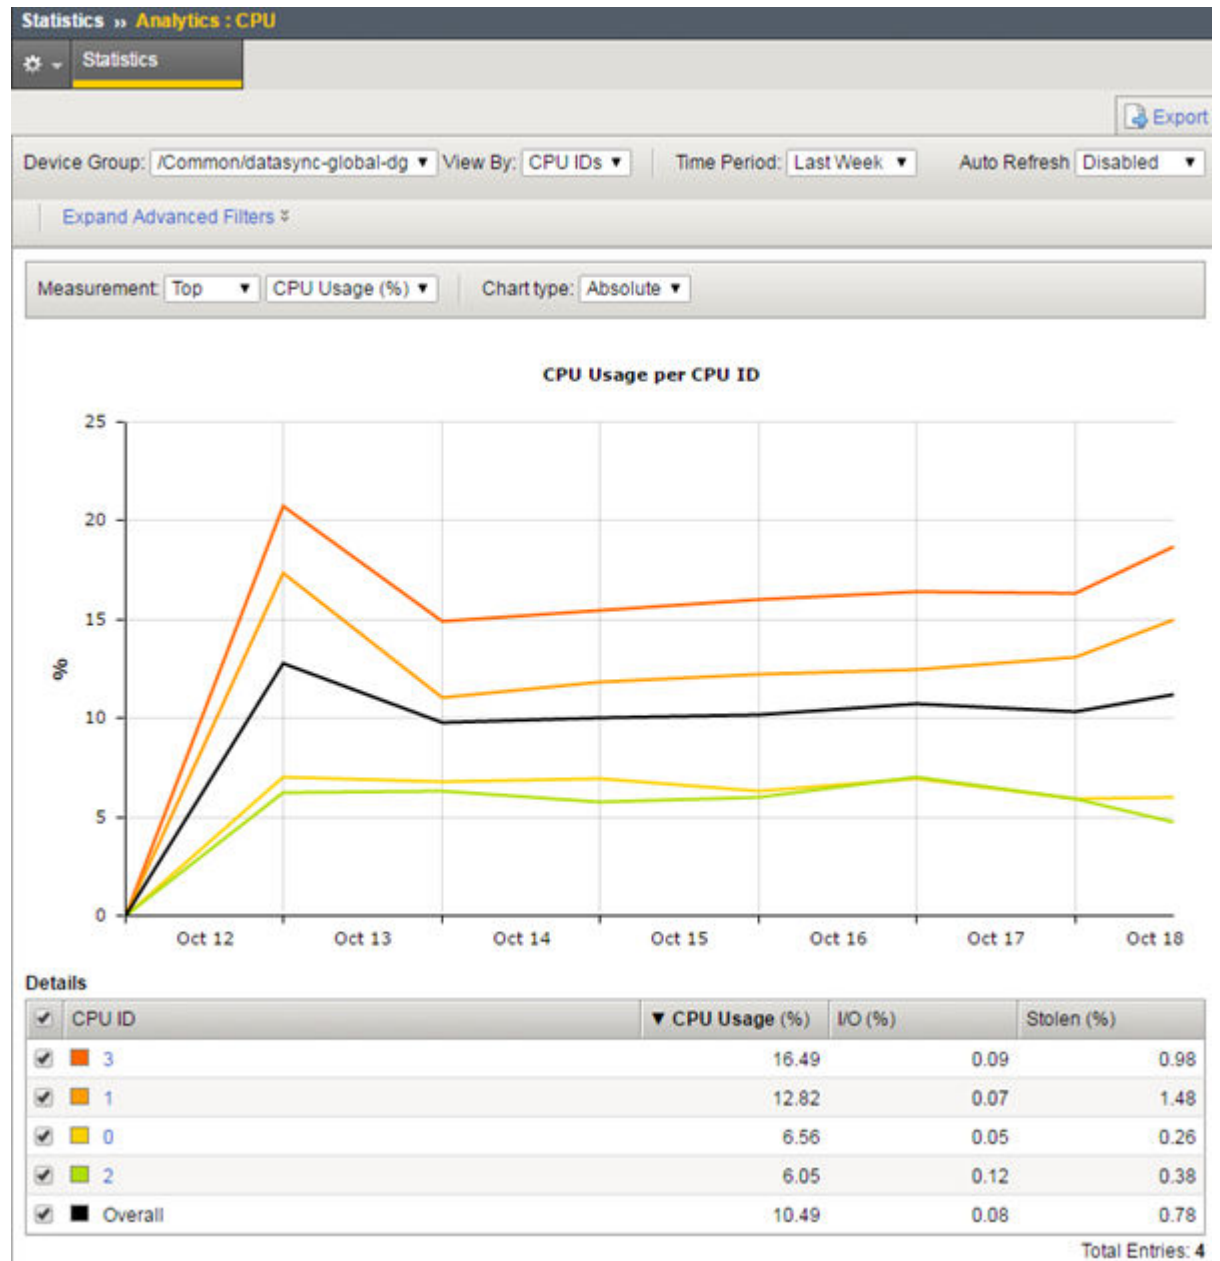 Statistics ›› Analytics : CPU
Statistics
Export
Device Group: /Common/datasync-global-dg View By: CPU IDs Time Period: Last Week Auto Refresh Disabled
Expand Advanced Filters
Measurement: Top CPU Usage (%) Chart type: Absolute
CPU Usage per CPU ID
25
20
15
%
10
5
0
Oct 12 Oct 13 Oct 14 Oct 15 Oct 16 Oct 17 Oct 18
Details
CPU ID ▼ CPU Usage (%) I/O (%) Stolen (%)
3 16.49 0.09 0.98
1 12.82 0.07 1.48
0 6.56 0.05 0.26
2 6.05 0.12 0.38
Overall 10.49 0.08 0.78
Total Entries: 4